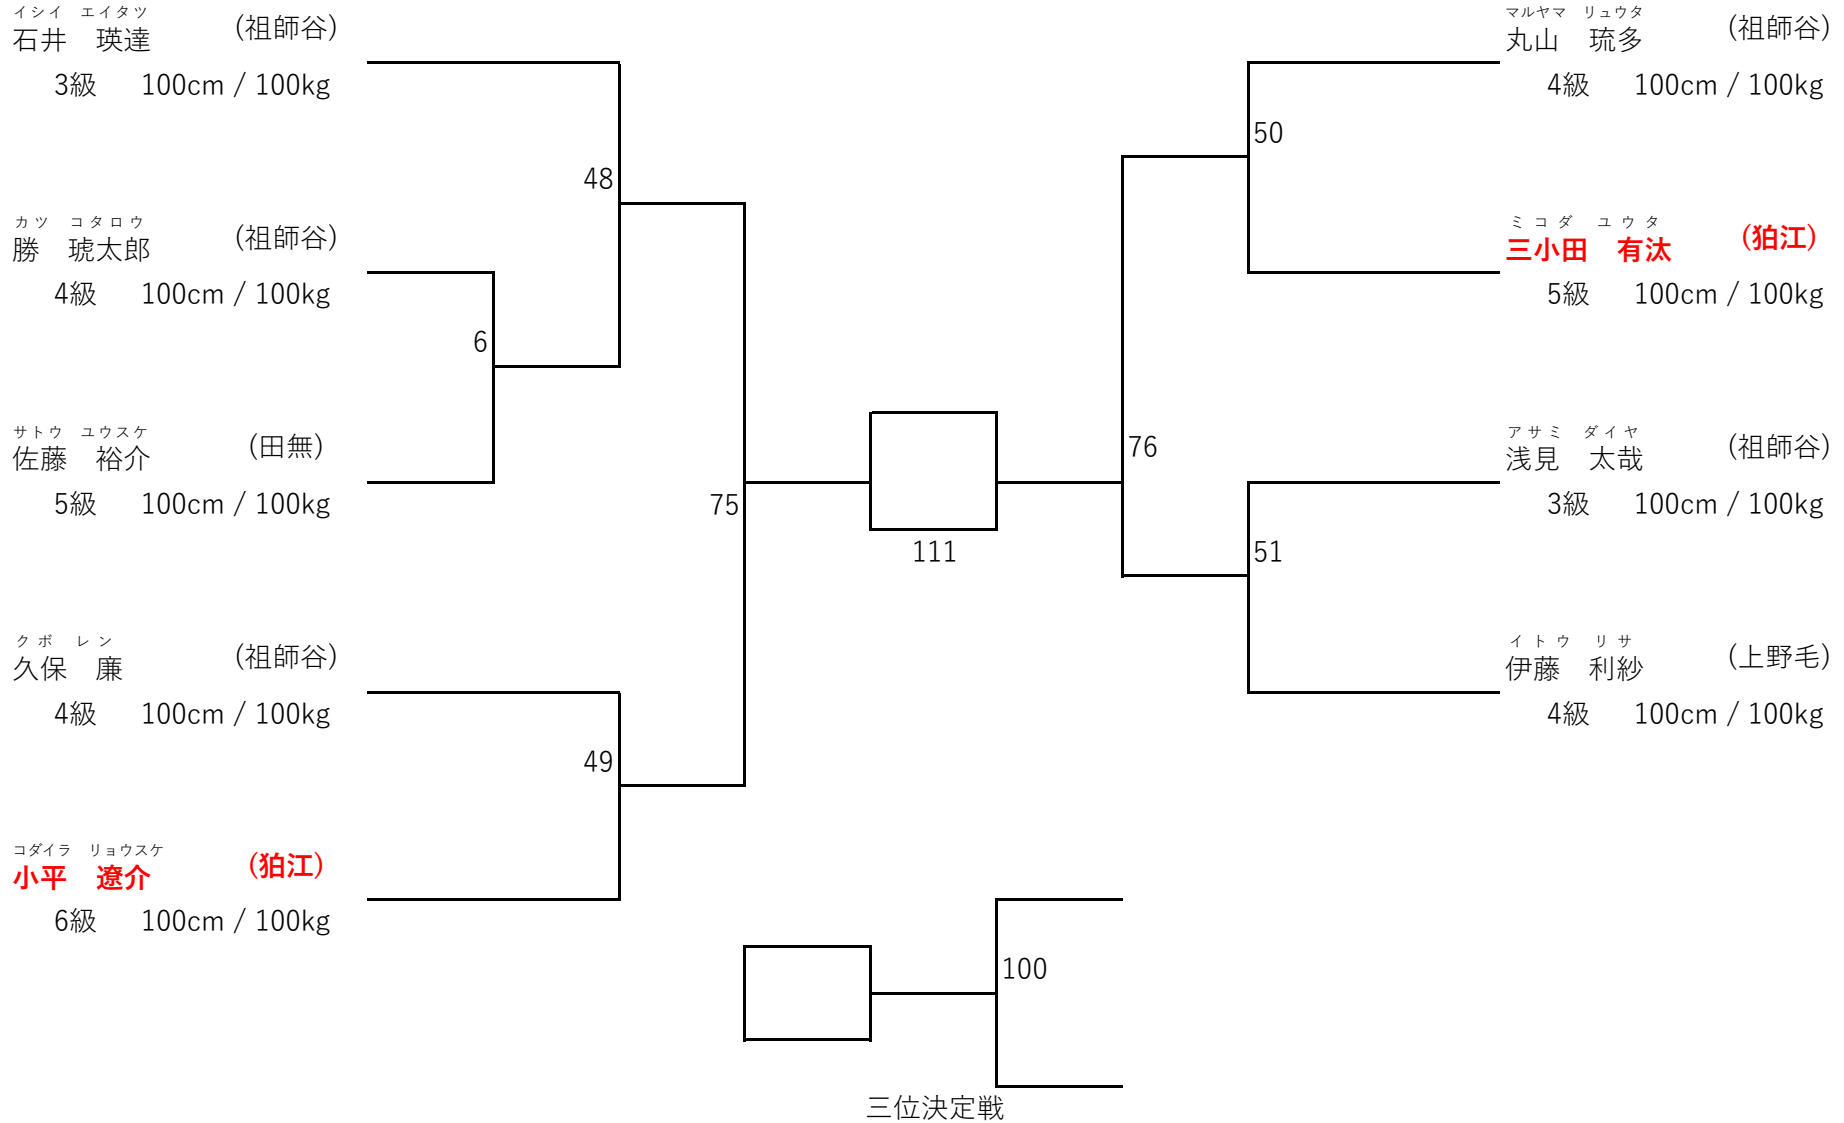 イシイ　エイタツ
石井　瑛達　(祖師谷)
3級　100cm / 100kg
48
カツ　コタロウ
勝　琥太郎　(祖師谷)
4級　100cm / 100kg
6
サトウ　ユウスケ
佐藤　裕介　(田無)
5級　100cm / 100kg
75
クボ　レン
久保　廉　(祖師谷)
4級　100cm / 100kg
49
コダイラ　リョウスケ
小平　遼介　(狛江)
6級　100cm / 100kg
111
マルヤマ　リュウタ
丸山　琉多　(祖師谷)
4級　100cm / 100kg
50
ミコダ　ユウタ
三小田　有汰　(狛江)
5級　100cm / 100kg
76
アサミ　ダイヤ
浅見　太哉　(祖師谷)
3級　100cm / 100kg
51
イトウ　リサ
伊藤　利紗　(上野毛)
4級　100cm / 100kg
100
三位決定戦